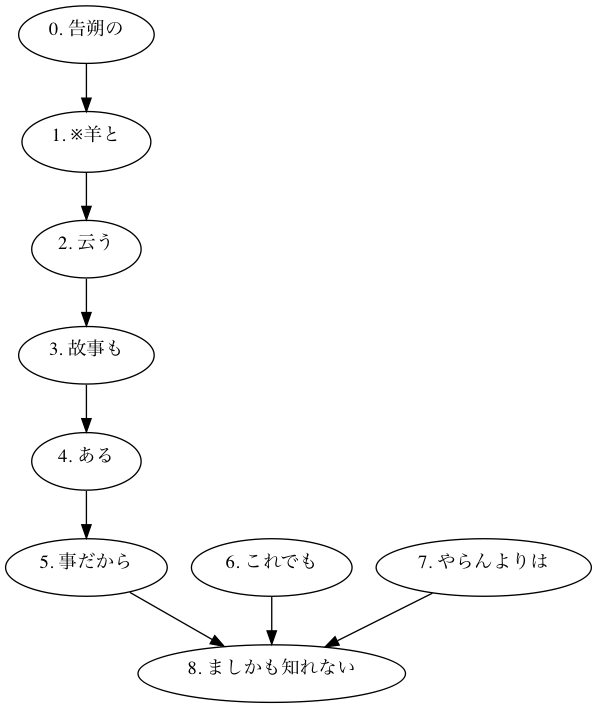 0. 告朔の
1. ※羊と
2. 云う
3. 故事も
4. ある
5. 事だから
6. これでも
7. やらんよりは
8. ましかも知れない